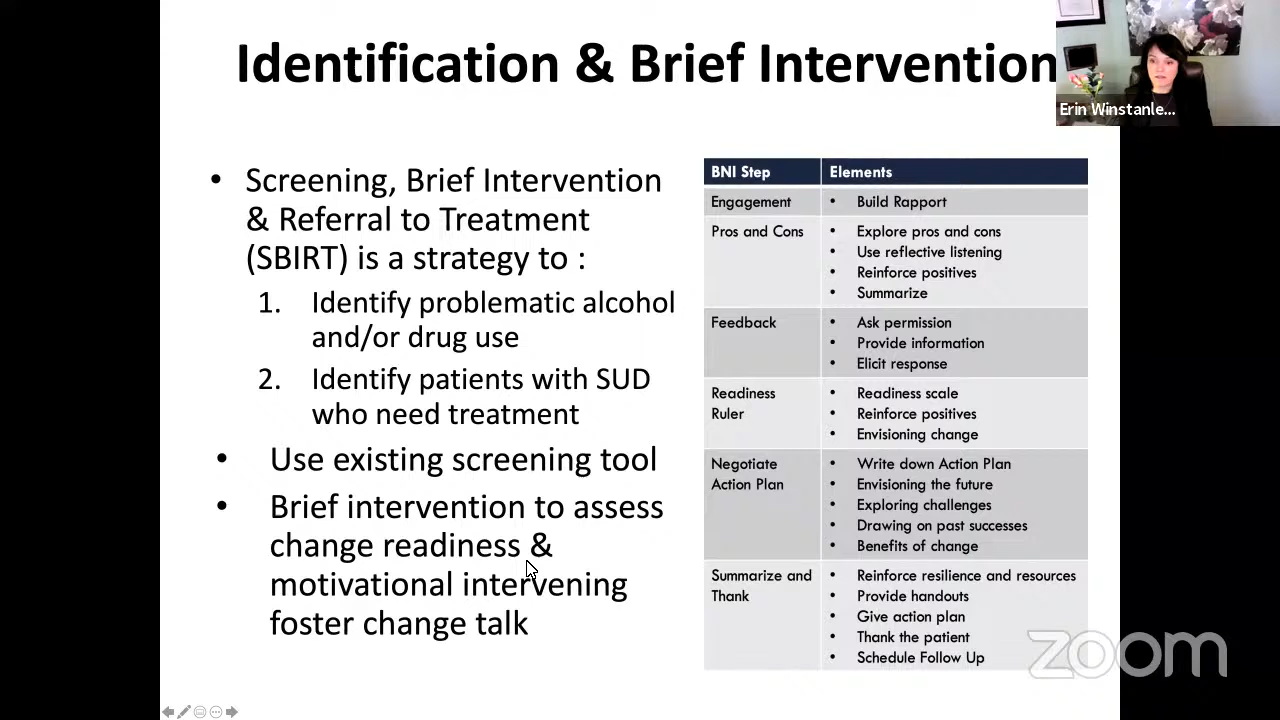 Identification & Brief Intervention
Erin Winstanle...
• Screening, Brief Intervention
& Referral to Treatment
(SBIRT) is a strategy to :
1. Identify problematic alcohol
and/or drug use
2. Identify patients with SUD
who need treatment
• Use existing screening tool
• Brief intervention to assess
change readiness &
motivational intervening
foster change talk
BNI Step Elements
Engagement • Build Rapport
Pros and Cons • Explore pros and cons
• Use reflective listening
• Reinforce positives
• Summarize
Feedback • Ask permission
• Provide information
• Elicit response
Readiness • Readiness scale
Ruler • Reinforce positives
• Envisioning change
Negotiate • Write down Action Plan
Action Plan • Envisioning the future
• Exploring challenges
• Drawing on past successes
• Benefits of change
Summarize and • Reinforce resilience and resources
Thank • Provide handouts
• Give action plan
• Thank the patient
• Schedule Follow Up
zoom